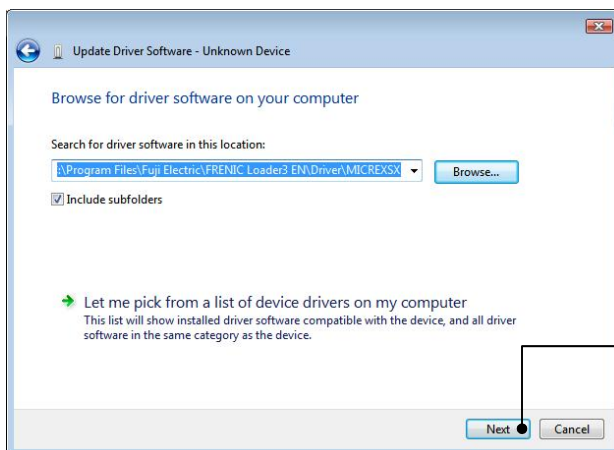 Update Driver Software - Unknown Device
Browse for driver software on your computer
Search for driver software in this location:
:\Program Files\Fuji Electric\FRENIC Loader3 EN\Driver\MICREXSX
Browse...
Include subfolders
Let me pick from a list of device drivers on my computer
This list will show installed driver software compatible with the device, and all driver
software in the same category as the device.
Next
Cancel